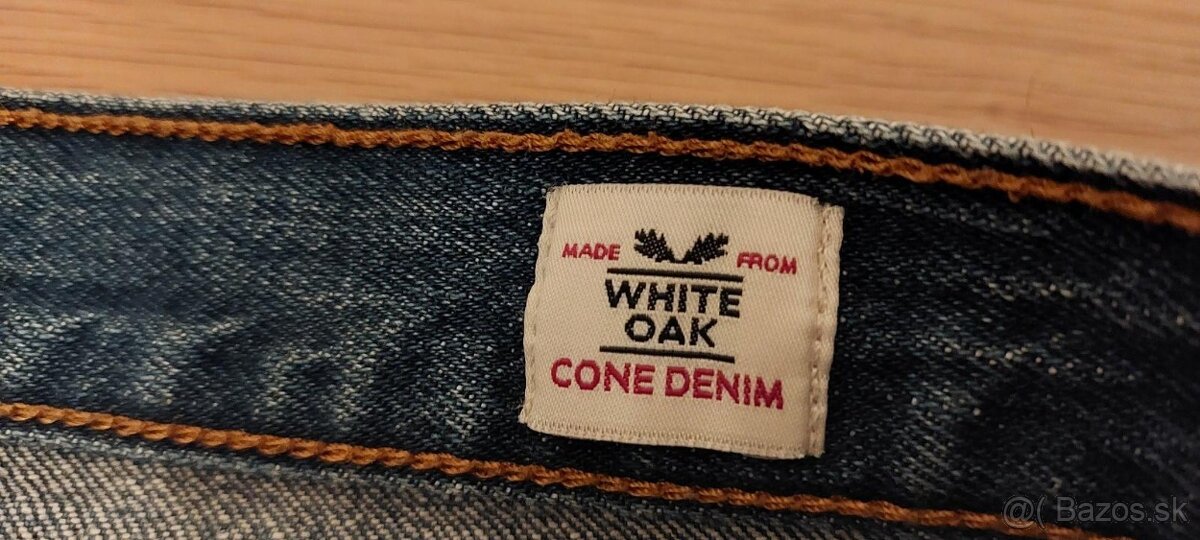 MADE FROM
WHITE
OAK
CONE DENIM
@( Bazos.sk